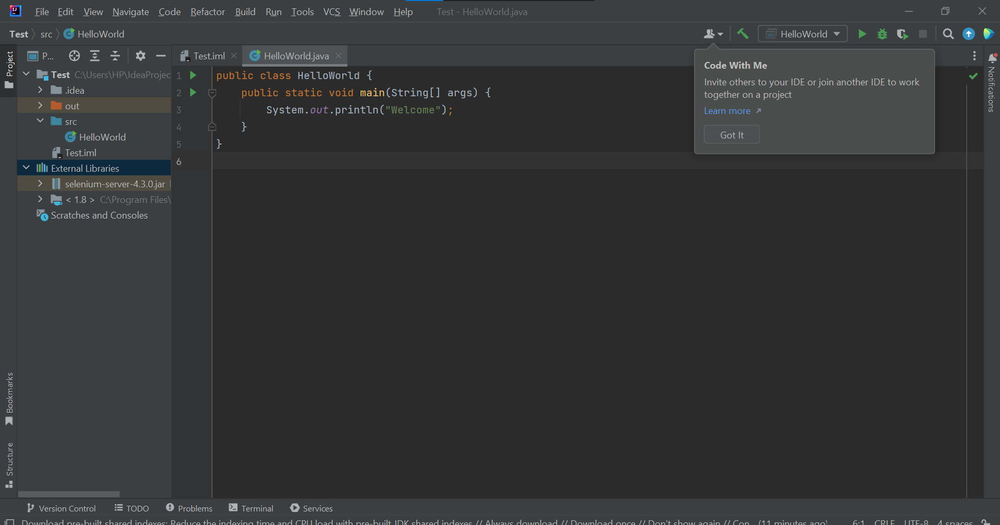 File Edit View Navigate Code Refactor Build Run Tools VCS Window Help Test - HelloWorld.java
Test src HelloWorld
HelloWorld
Project
P...
Test C:\Users\HP\IdeaProjec
.idea
out
src
HelloWorld
Test.iml
External Libraries
selenium-server-4.3.0.jar
< 1.8 > C:\Program Files\
Scratches and Consoles
Test.iml HelloWorld.java
1 public class HelloWorld {
2 public static void main(String[] args) {
3 System.out.println("Welcome");
4 }
5 }
6
Code With Me
Invite others to your IDE or join another IDE to work
together on a project
Learn more
Got It
Notifications
Bookmarks
Structure
Version Control TODO Problems Terminal Services
Download pre-built shared indexes: Reduce the indexing time and CPU load with pre-built JDK shared indexes // Always download // Download once // Don't show again // Con... (11 minutes ago) 6:1 CRLF UTF-8 4 spaces